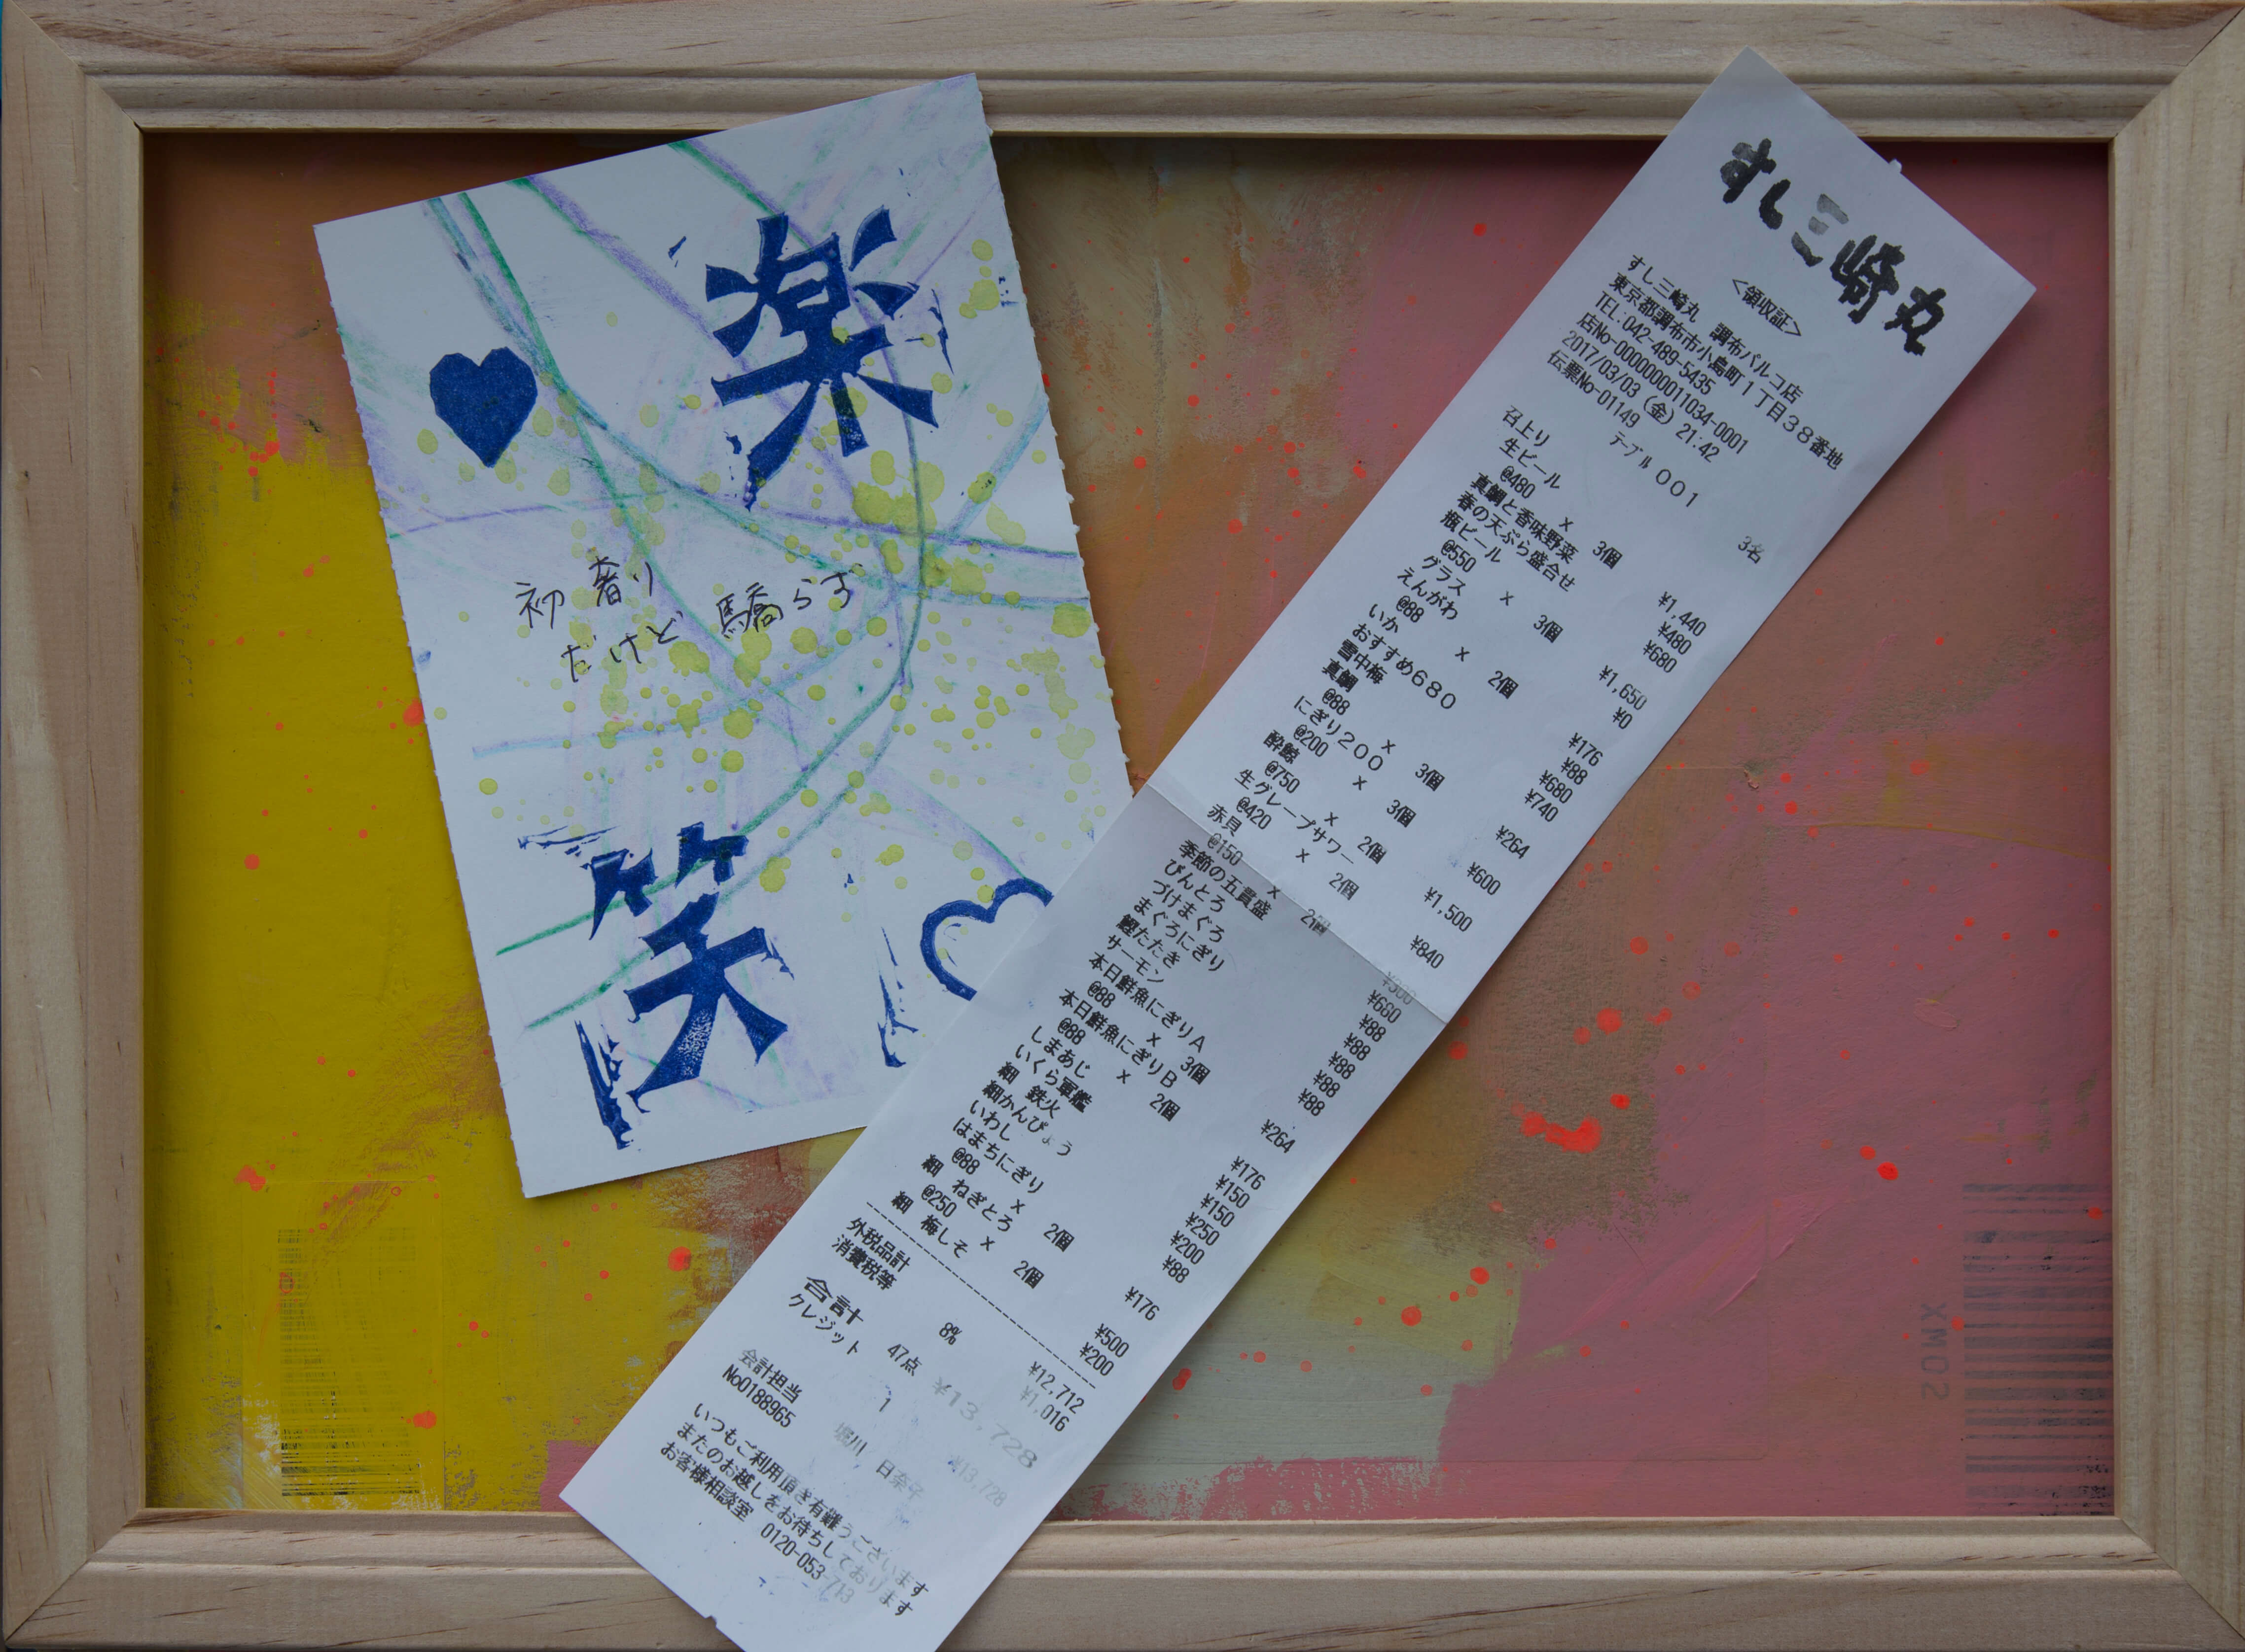 楽
初奢り
だけど 驕らず
笑
すし三崎丸
<領収証>
すし三崎丸 調布パルコ店
東京都調布市小島町1丁目38番地
TEL:042-489-5435
店No-000000011034-0001
2017/03/03 (金) 21:42
伝票No-01149 テーブル 001
召上り 3名
生ビール
@480 x 3個 ¥1,440
真鯛と香味野菜 ¥480
春の天ぷら盛合せ ¥680
瓶ビール
@550 x 3個 ¥1,650
グラス ¥0
えんがわ
@88 x 2個 ¥176
いか ¥88
おすすめ680 ¥680
雪中梅 ¥740
真鯛
@88 x 3個 ¥264
にぎり200
@200 x 3個 ¥600
酔鯨
@750 x 2個 ¥1,500
生グレープサワー
@420 x 2個 ¥840
赤貝
@150 x 2個 ¥300
季節の五貫盛 ¥660
びんとろ ¥88
づけまぐろ ¥88
まぐろにぎり ¥88
鰹たたき ¥88
サーモン ¥88
本日鮮魚にぎりA
@88 x 3個 ¥264
本日鮮魚にぎりB
@88 x 2個 ¥176
しまあじ ¥150
いくら軍艦 ¥150
細 鉄火 ¥250
細かんぴょう ¥200
いわし ¥88
はまちにぎり
@88 x 2個 ¥176
細 ねぎとろ
@250 x 2個 ¥500
細 梅しそ ¥200
外税品計 ¥12,712
消費税等 8% ¥1,016
合計 47点 ¥13,728
クレジット 1 ¥13,728
会計担当 堀川 日奈子
No0188965
いつもご利用頂き有難うございます
またのお越しをお待ちしております
お客様相談室 0120-053-713
XM02